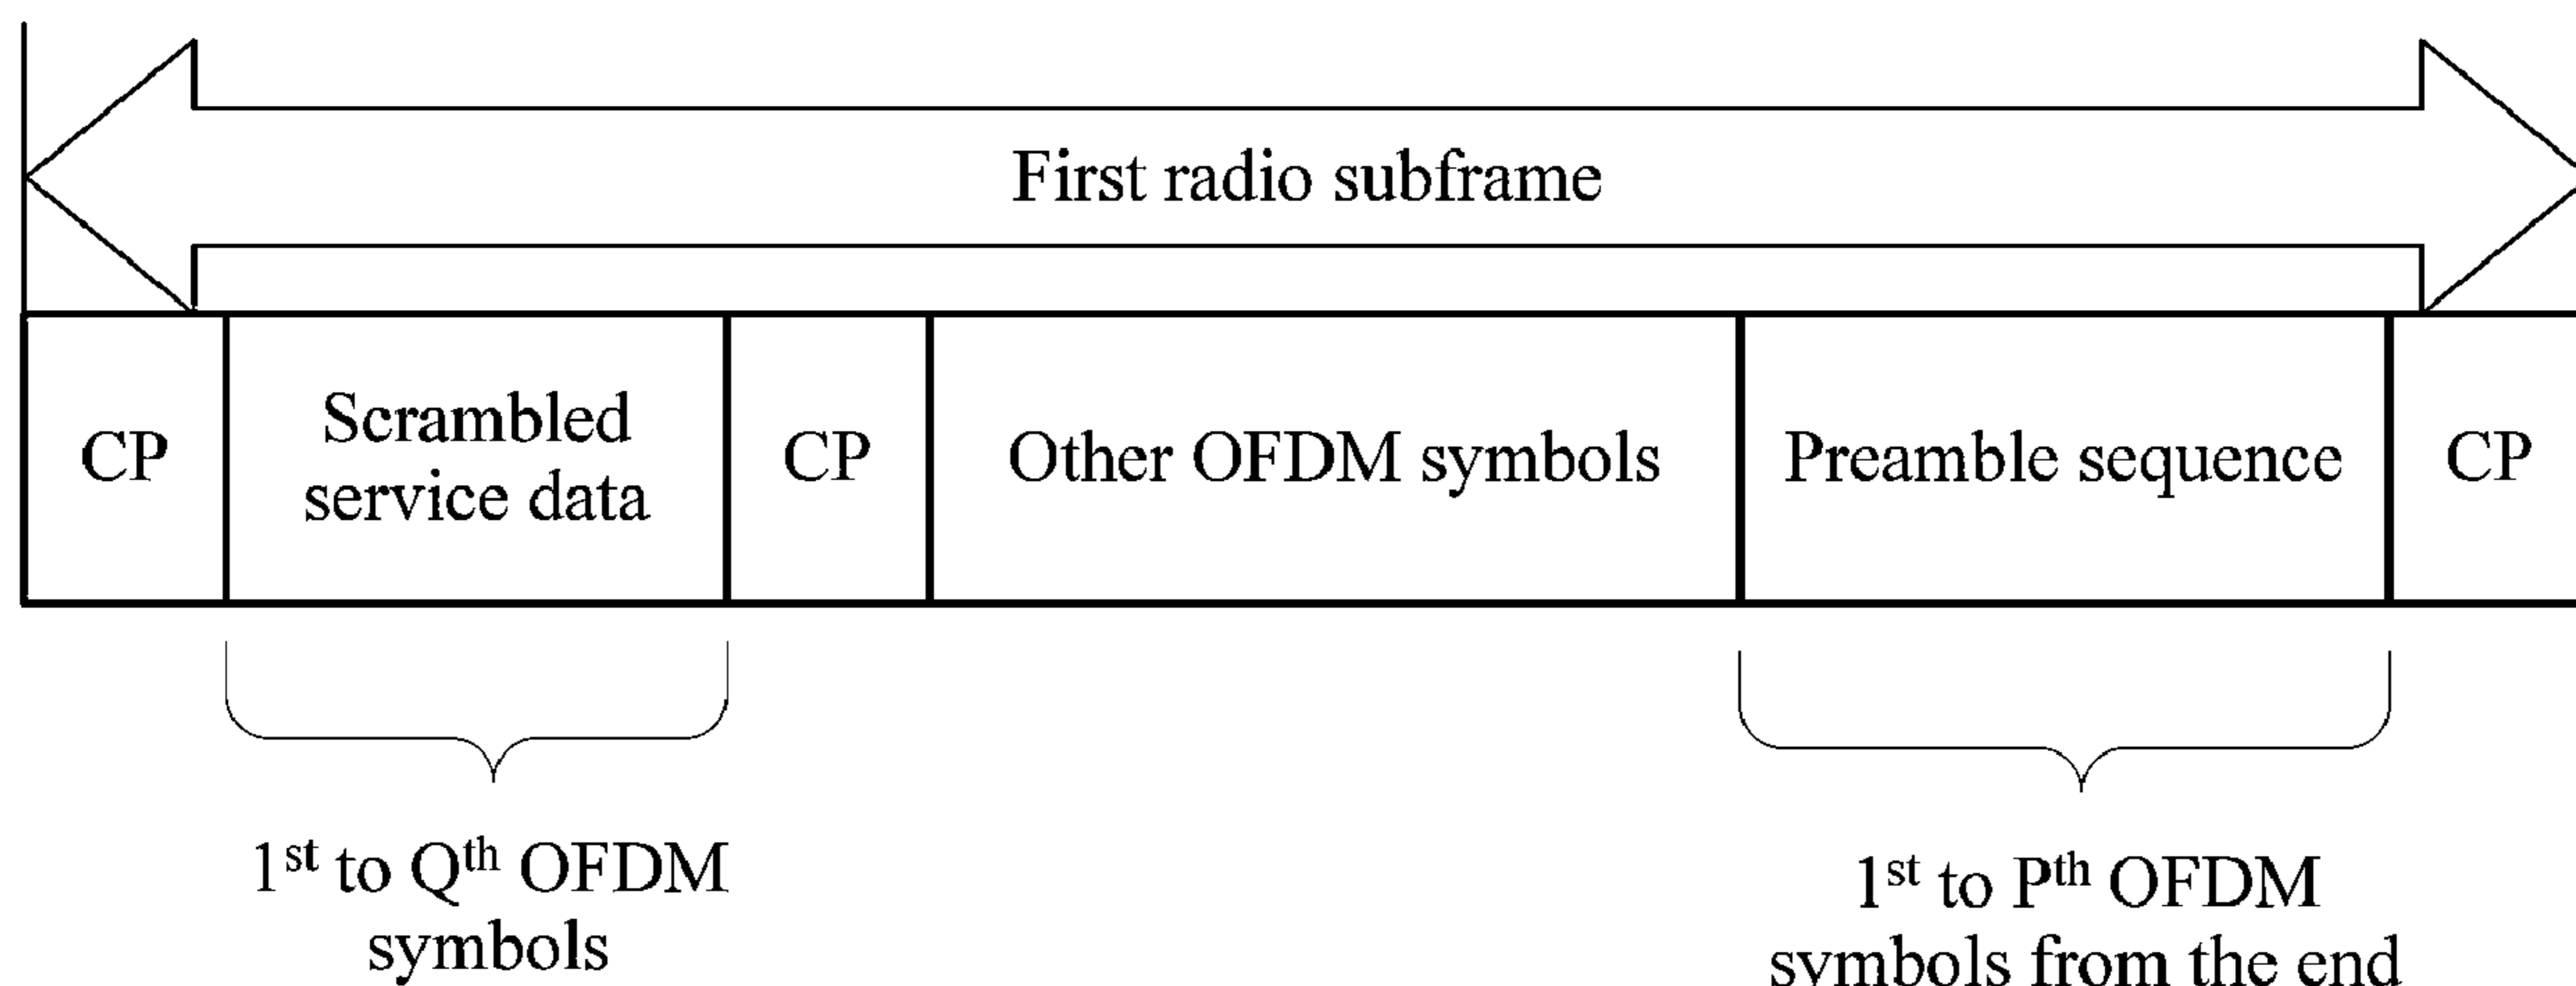 First radio subframe
CP
Scrambled
service data
CP
Other OFDM symbols
Preamble sequence
CP
1st to Qth OFDM
symbols
1st to Pth OFDM
symbols from the end